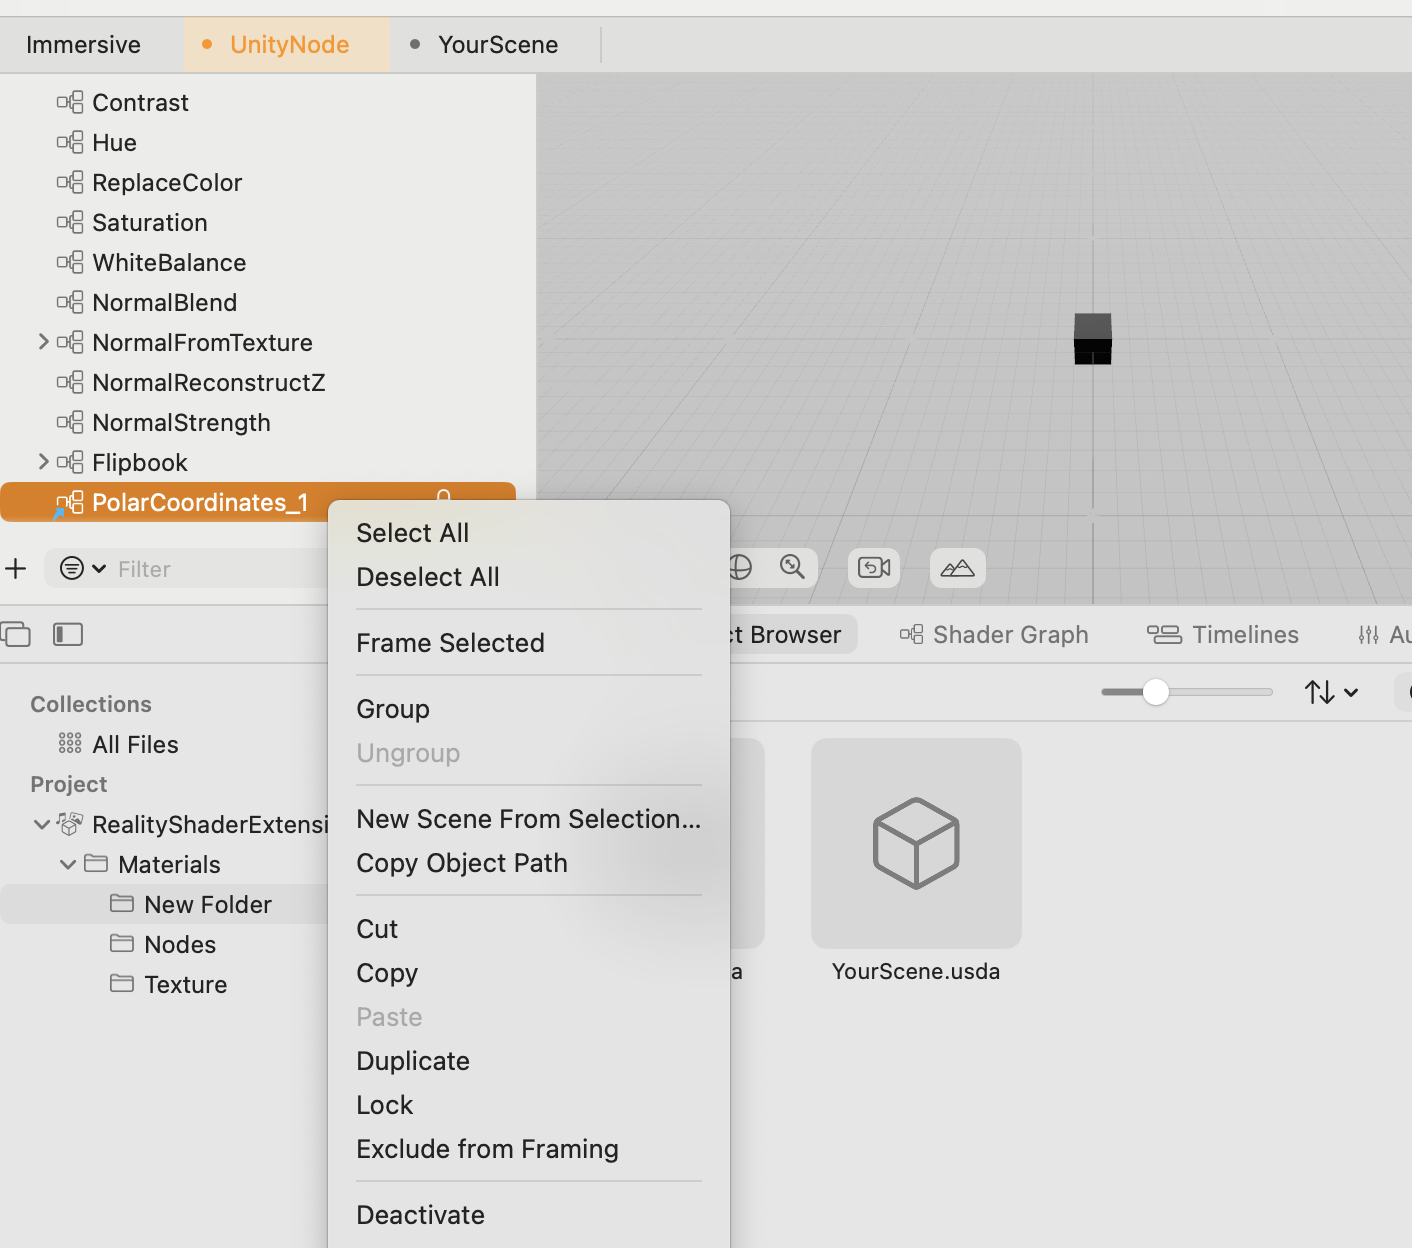 Immersive
UnityNode
YourScene
Contrast
Hue
ReplaceColor
Saturation
WhiteBalance
NormalBlend
NormalFromTexture
NormalReconstructZ
NormalStrength
Flipbook
PolarCoordinates_1
Filter
Select All
Deselect All
Frame Selected
Group
Ungroup
New Scene From Selection...
Copy Object Path
Cut
Copy
Paste
Duplicate
Lock
Exclude from Framing
Deactivate
ct Browser
Shader Graph
Timelines
Au
Collections
All Files
Project
RealityShaderExtensi
Materials
New Folder
Nodes
Texture
a
YourScene.usda